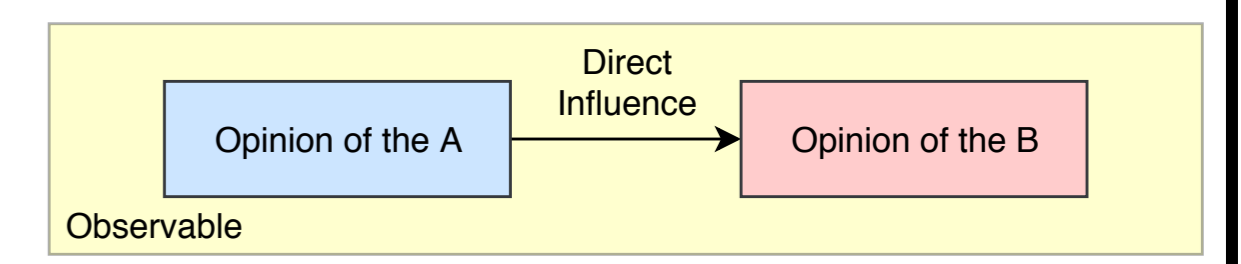 Direct
Influence
Opinion of the A
Opinion of the B
Observable